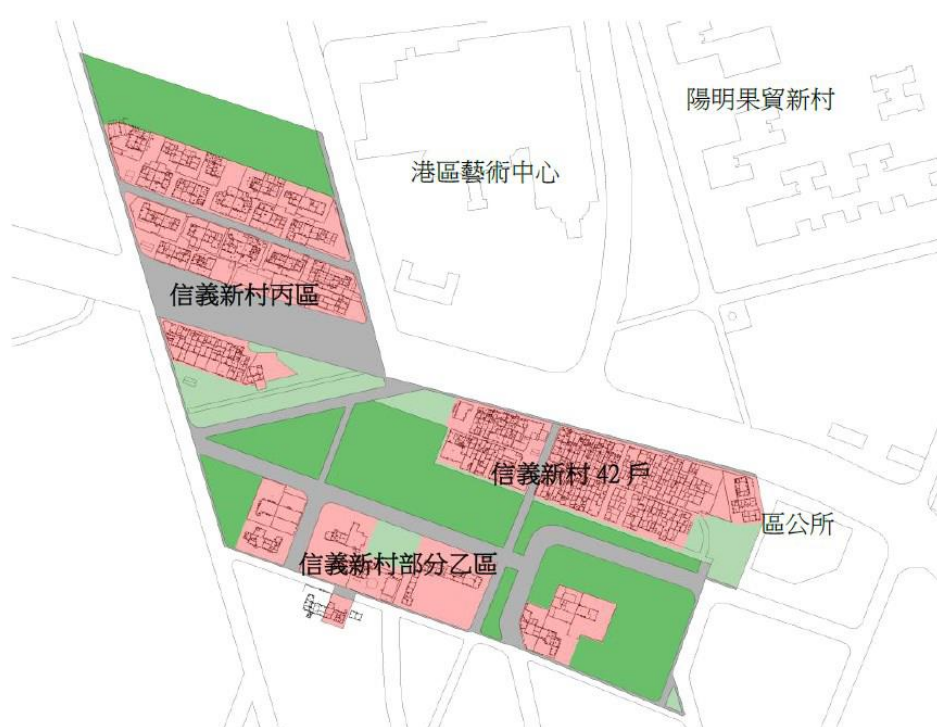 陽明果貿新村
港區藝術中心
信義新村丙區
信義新村 42 戶
區公所
信義新村部分乙區